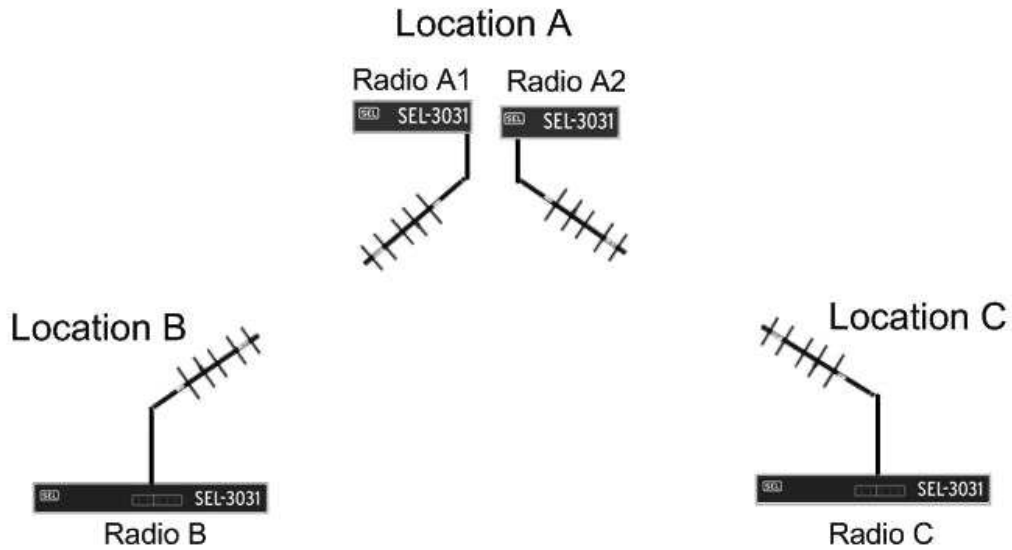 Location A
Radio A1
Radio A2
SEL SEL-3031
SEL SEL-3031
Location B
Location C
SEL SEL-3031
SEL SEL-3031
Radio B
Radio C